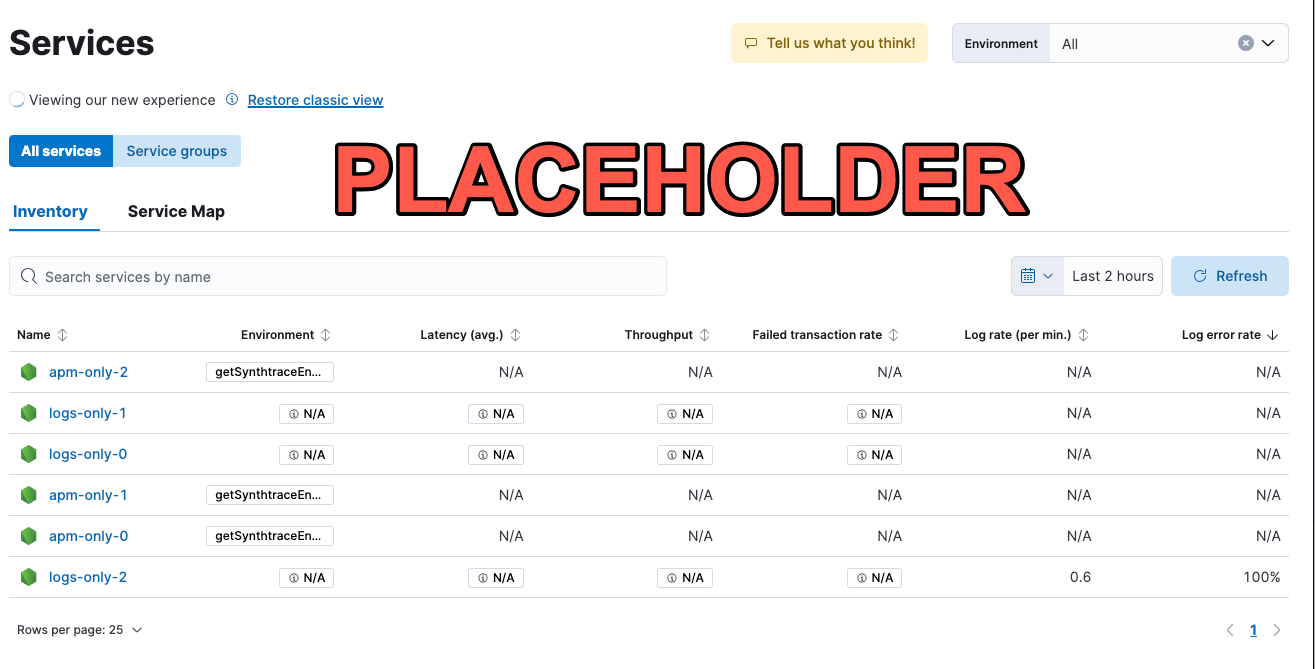 Services
Tell us what you think!
Environment All
Viewing our new experience Restore classic view
All services Service groups
PLACEHOLDER
Inventory Service Map
Search services by name
Last 2 hours Refresh
Name Environment Latency (avg.) Throughput Failed transaction rate Log rate (per min.) Log error rate
apm-only-2 getSynthtraceEn... N/A N/A N/A N/A N/A
logs-only-1 N/A N/A N/A N/A N/A N/A
logs-only-0 N/A N/A N/A N/A N/A N/A
apm-only-1 getSynthtraceEn... N/A N/A N/A N/A N/A
apm-only-0 getSynthtraceEn... N/A N/A N/A N/A N/A
logs-only-2 N/A N/A N/A N/A 0.6 100%
Rows per page: 25 1